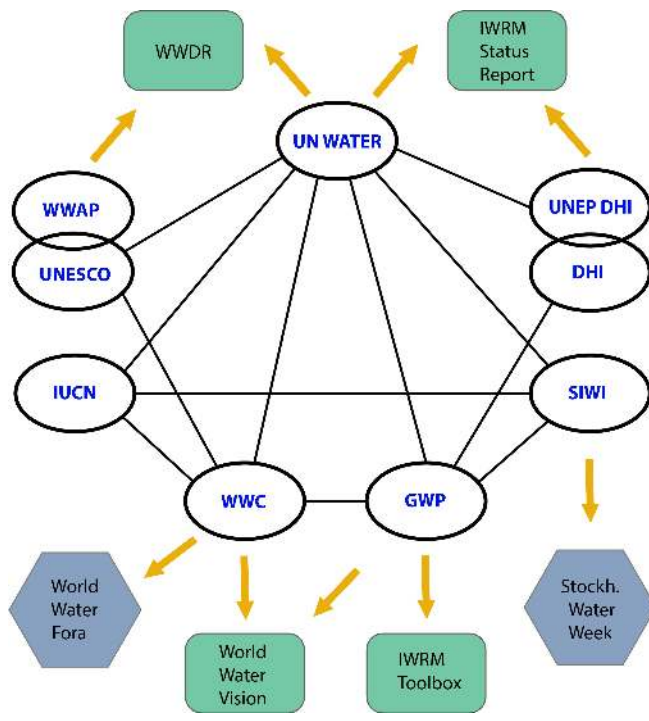 WWDR
IWRM
Status
Report
UN WATER
WWAP
UNEP DHI
UNESCO
DHI
IUCN
SIWI
WWC
GWP
World
Water
Fora
Stockh.
Water
Week
World
Water
Vision
IWRM
Toolbox